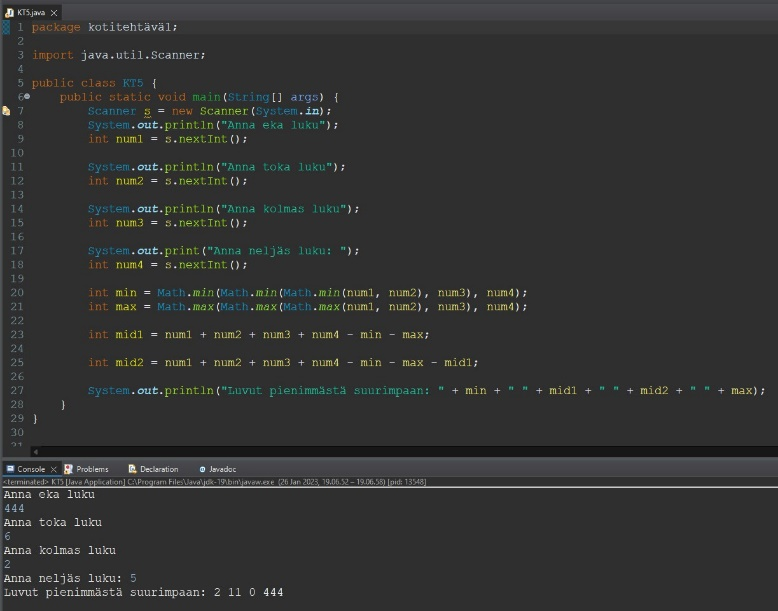 KT5.java
1 package kotitehtäväl;
2
3 import java.util.Scanner;
4
5 public class KT5 {
6 public static void main(String[] args) {
7 Scanner s = new Scanner(System.in);
8 System.out.println("Anna eka luku");
9 int num1 = s.nextInt();
10
11 System.out.println("Anna toka luku");
12 int num2 = s.nextInt();
13
14 System.out.println("Anna kolmas luku");
15 int num3 = s.nextInt();
16
17 System.out.print("Anna neljäs luku: ");
18 int num4 = s.nextInt();
19
20 int min = Math.min(Math.min(Math.min(num1, num2), num3), num4);
21 int max = Math.max(Math.max(Math.max(num1, num2), num3), num4);
22
23 int mid1 = num1 + num2 + num3 + num4 - min - max;
24
25 int mid2 = num1 + num2 + num3 + num4 - min - max - mid1;
26
27 System.out.println("Luvut pienimmästä suurimpaan: " + min + " " + mid1 + " " + mid2 + " " + max);
28 }
29 }
30
31
Console Problems Declaration Javadoc
<terminated> KT5 [Java Application] C:\Program Files\Java\jdk-19\bin\javaw.exe (26 Jan 2023, 19.06.52 – 19.06.58) [pid: 13548]
Anna eka luku
444
Anna toka luku
6
Anna kolmas luku
2
Anna neljäs luku: 5
Luvut pienimmästä suurimpaan: 2 11 0 444